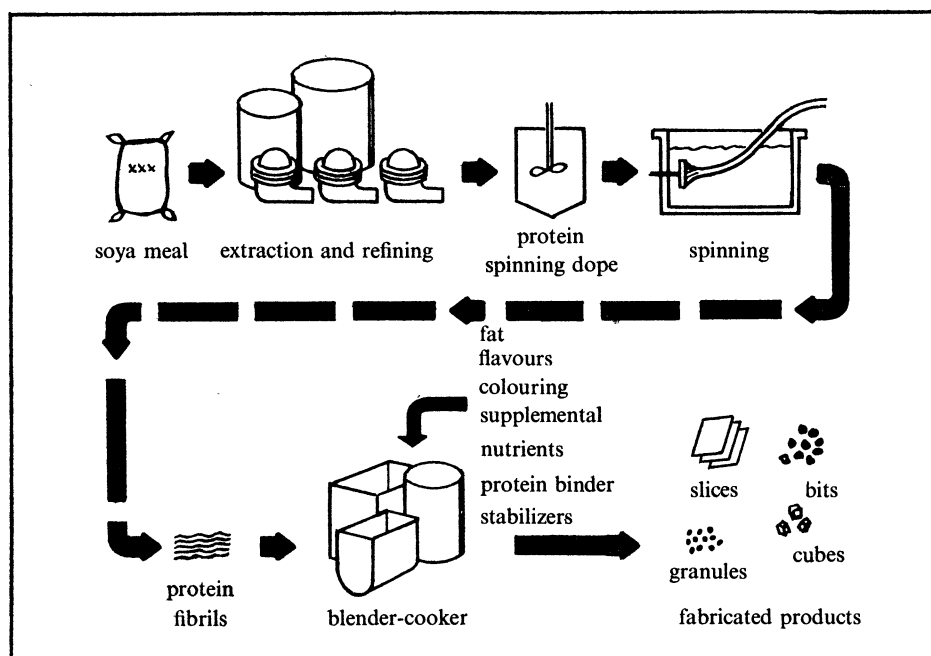 xxx
soya meal
extraction and refining
protein
spinning dope
spinning
fat
flavours
colouring
supplemental
nutrients
protein binder
stabilizers
protein
fibrils
blender-cooker
slices
bits
granules
cubes
fabricated products